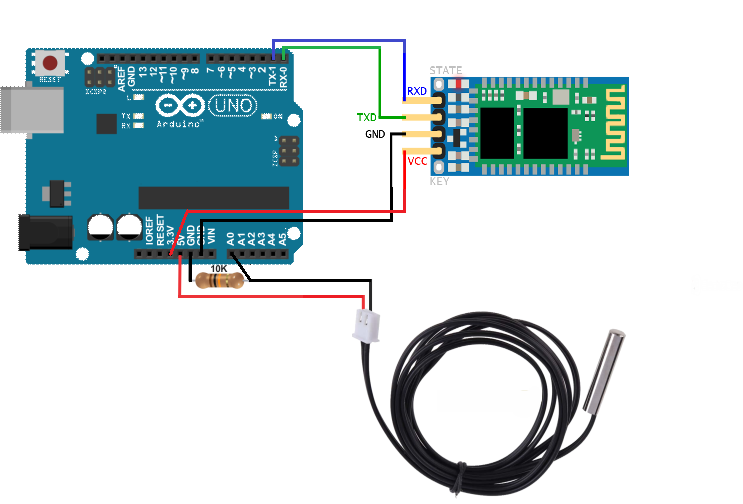 STATE
RESET
ICSP2
AREF
GND
13
12
~11
~10
~9
8
7
~6
~5
4
~3
2
TX-1
RX-0
RXD
TXD
GND
VCC
KEY
L
TX
RX
UNO
Arduino™
ON
ICSP
IOREF
RESET
3.3V
5V
GND
GND
VIN
A0
A1
A2
A3
A4
A5
10K